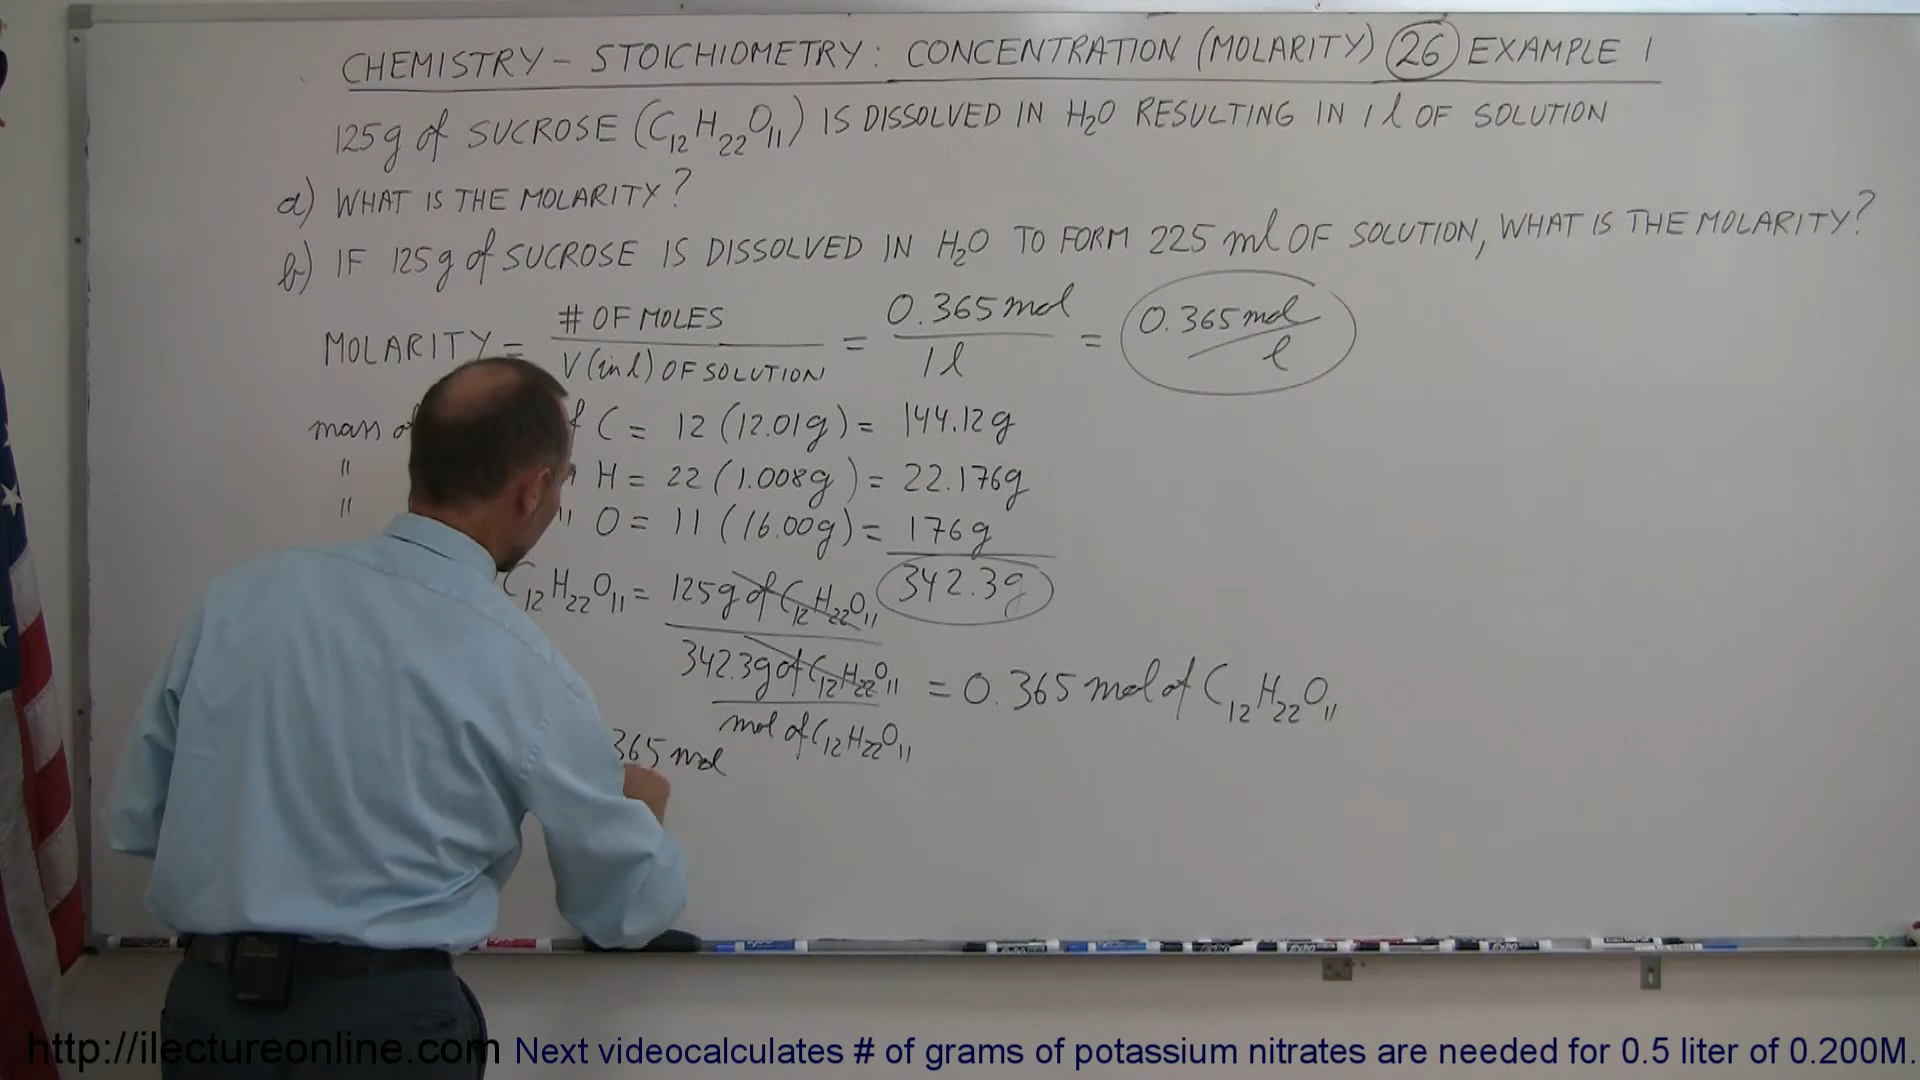 CHEMISTRY – STOICHIOMETRY: CONCENTRATION (MOLARITY) 26 EXAMPLE 1
125g of SUCROSE (C₁₂H₂₂O₁₁) IS DISSOLVED IN H₂O RESULTING IN 1 l OF SOLUTION
a) WHAT IS THE MOLARITY?
b) IF 125g of SUCROSE IS DISSOLVED IN H₂O TO FORM 225 ml OF SOLUTION, WHAT IS THE MOLARITY?
MOLARITY = # OF MOLES / V (in l) OF SOLUTION = 0.365 mol / 1 l = 0.365 mol / l
mass of C = 12 (12.01g) = 144.12g
" H = 22 (1.008g) = 22.176g
" " O = 11 (16.00g) = 176g
342.3g
C₁₂H₂₂O₁₁ = 125g of C₁₂H₂₂O₁₁
342.3g of C₁₂H₂₂O₁₁ = 0.365 mol of C₁₂H₂₂O₁₁
mol of C₁₂H₂₂O₁₁
365 mol
http://ilectureonline.com Next videocalculates # of grams of potassium nitrates are needed for 0.5 liter of 0.200M.